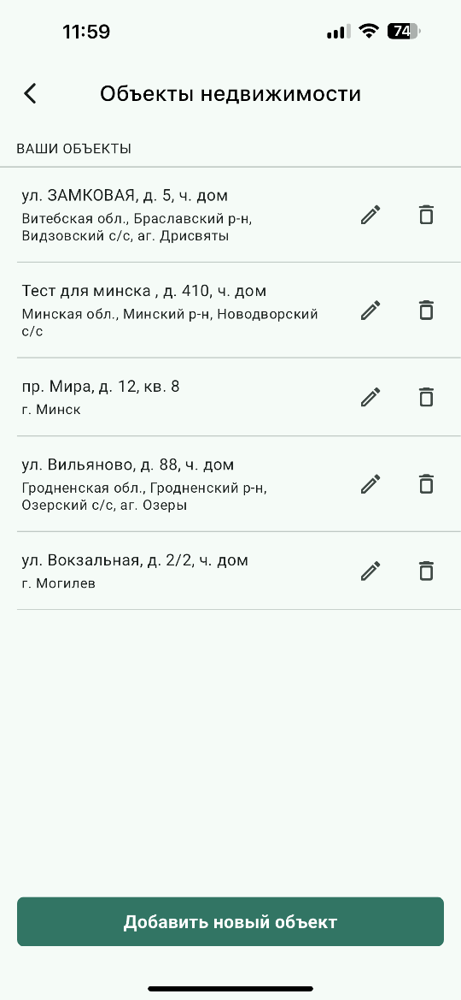 11:59
74
Объекты недвижимости
ВАШИ ОБЪЕКТЫ
ул. ЗАМКОВАЯ, д. 5, ч. дом
Витебская обл., Браславский р-н,
Видзовский с/с, аг. Дрисвяты
Тест для минска , д. 410, ч. дом
Минская обл., Минский р-н, Новодворский
с/с
пр. Мира, д. 12, кв. 8
г. Минск
ул. Вильяново, д. 88, ч. дом
Гродненская обл., Гродненский р-н,
Озерский с/с, аг. Озеры
ул. Вокзальная, д. 2/2, ч. дом
г. Могилев
Добавить новый объект